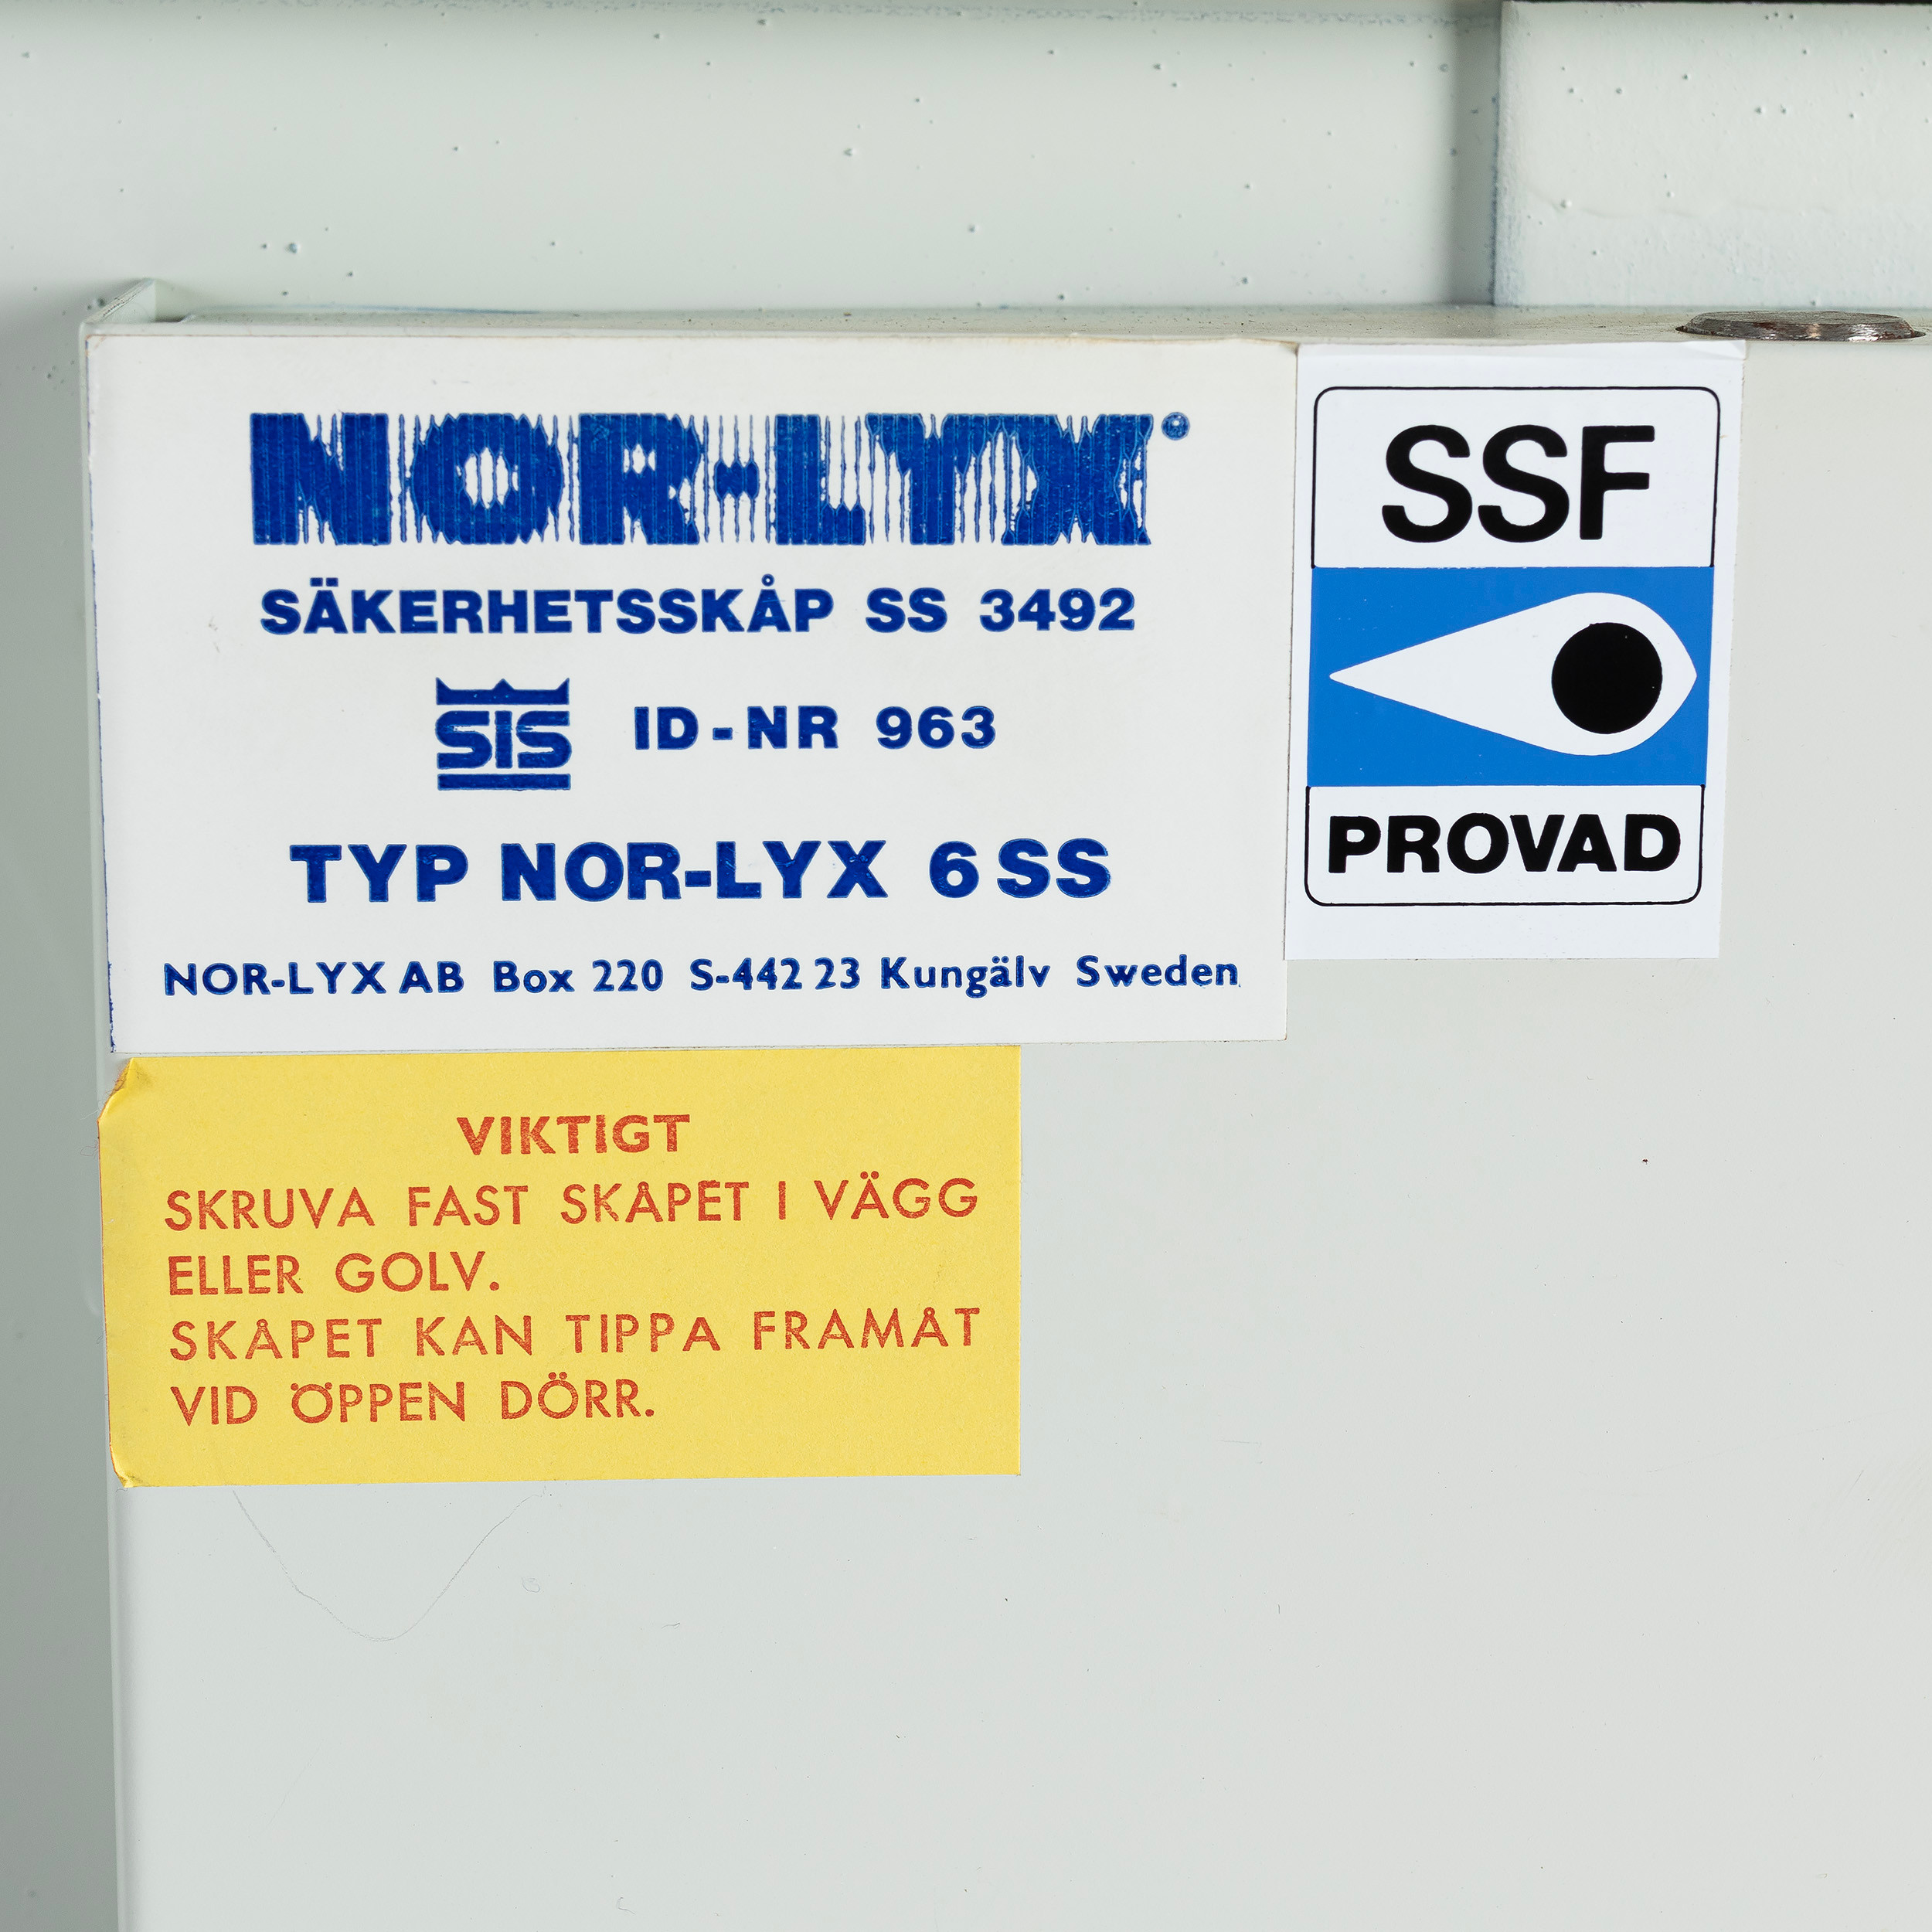 NOR-LYX
SÄKERHETSSKÅP SS 3492
SIS ID-NR 963
TYP NOR-LYX 6 SS
NOR-LYX AB Box 220 S-442 23 Kungälv Sweden
SSF
PROVAD
VIKTIGT
SKRUVA FAST SKÅPET I VÄGG
ELLER GOLV.
SKÅPET KAN TIPPA FRAMÅT
VID ÖPPEN DÖRR.